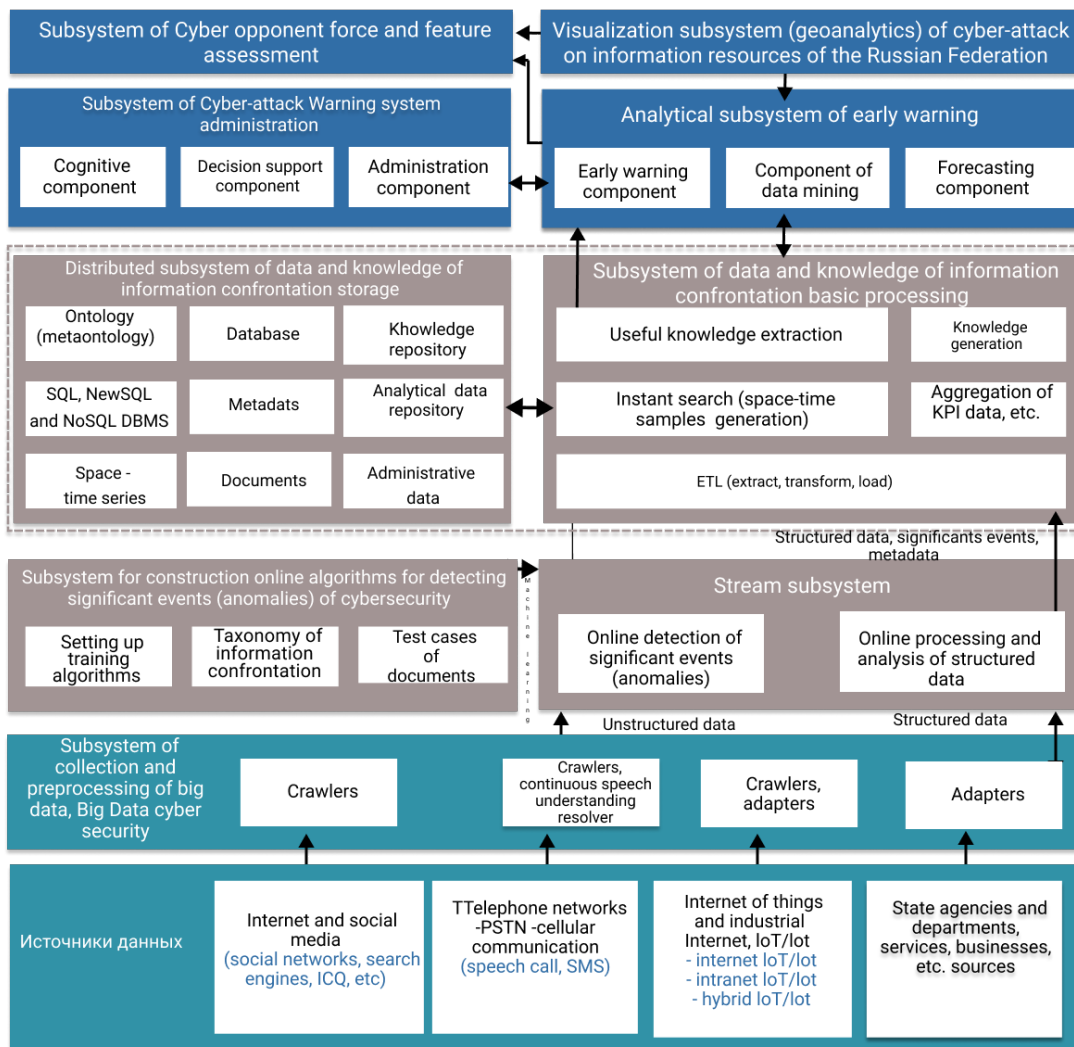 Subsystem of Cyber opponent force and feature
assessment
Visualization subsystem (geoanalytics) of cyber-attack
on information resources of the Russian Federation
Subsystem of Cyber-attack Warning system
administration
Cognitive
component
Decision support
component
Administration
component
Analytical subsystem of early warning
Early warning
component
Component of
data mining
Forecasting
component
Distributed subsystem of data and knowledge of
information confrontation storage
Ontology
(metaontology)
Database
Khowledge
repository
SQL, NewSQL
and NoSQL DBMS
Metadats
Analytical data
repository
Space -
time series
Documents
Administrative
data
Subsystem of data and knowledge of information
confrontation basic processing
Useful knowledge extraction
Knowledge
generation
Instant search (space-time
samples generation)
Aggregation of
KPI data, etc.
ETL (extract, transform, load)
Structured data, significants events,
metadata
Subsystem for construction online algorithms for detecting
significant events (anomalies) of cybersecurity
Setting up
training
algorithms
Taxonomy of
information
confrontation
Test cases
of
documents
Machine learning
Stream subsystem
Online detection of
significant events
(anomalies)
Online processing and
analysis of structured
data
Unstructured data
Structured data
Subsystem of
collection and
preprocessing of big
data, Big Data cyber
security
Crawlers
Crawlers,
continuous speech
understanding
resolver
Crawlers,
adapters
Adapters
Источники данных
Internet and social
media
(social networks, search
engines, ICQ, etc)
TTelephone networks
-PSTN -cellular
communication
(speech call, SMS)
Internet of things
and industrial
Internet, IoT/Iot
- internet IoT/Iot
- intranet IoT/Iot
- hybrid IoT/Iot
State agencies and
departments,
services, businesses,
etc. sources